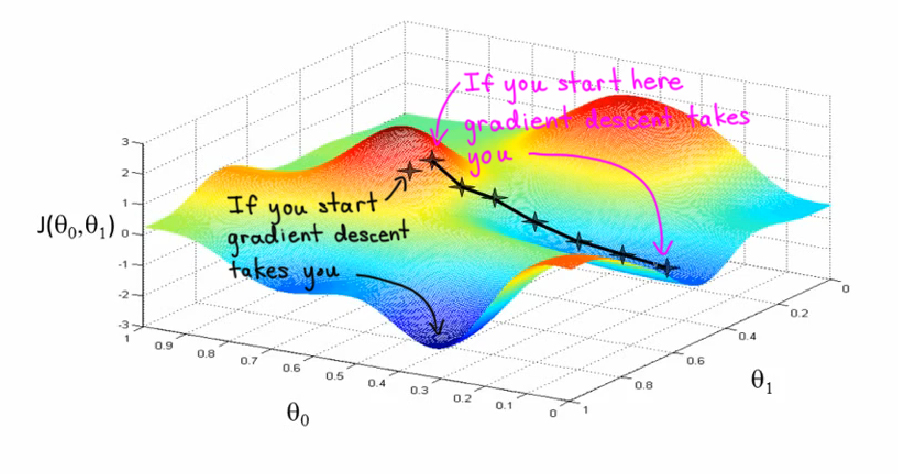 If you start here
gradient descent takes
you
If you start
gradient descent
takes you
J(θ₀,θ₁)
3
2
1
0
-1
-2
-3
1
0.9
0.8
0.7
0.6
0.5
0.4
0.3
0.2
0.1
0
θ₀
1
0.8
0.6
0.4
0.2
0
θ₁